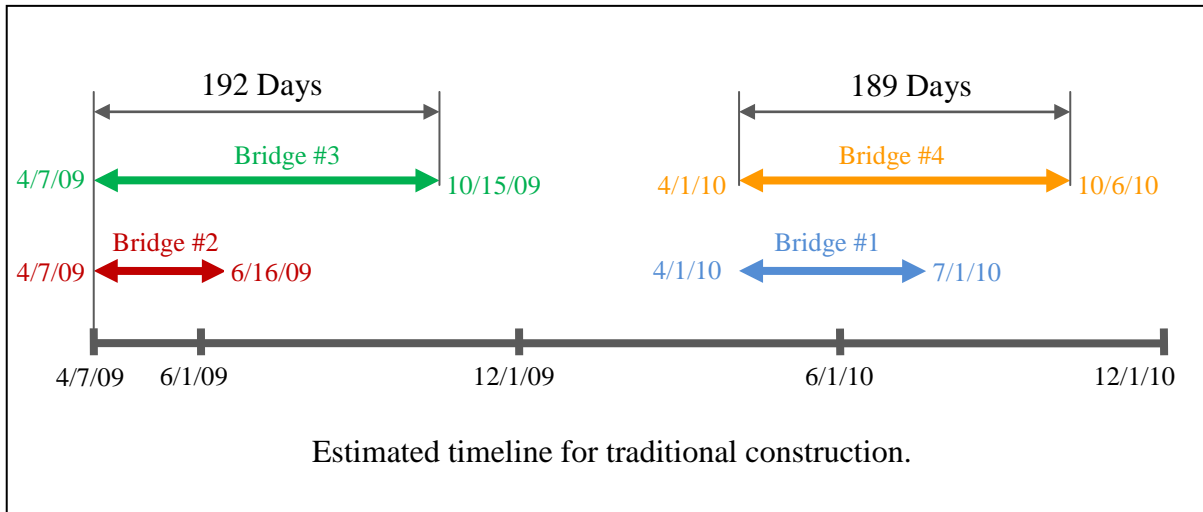 192 Days
189 Days
Bridge #3
Bridge #4
4/7/09
10/15/09
4/1/10
10/6/10
Bridge #2
Bridge #1
4/7/09
6/16/09
4/1/10
7/1/10
4/7/09
6/1/09
12/1/09
6/1/10
12/1/10
Estimated timeline for traditional construction.